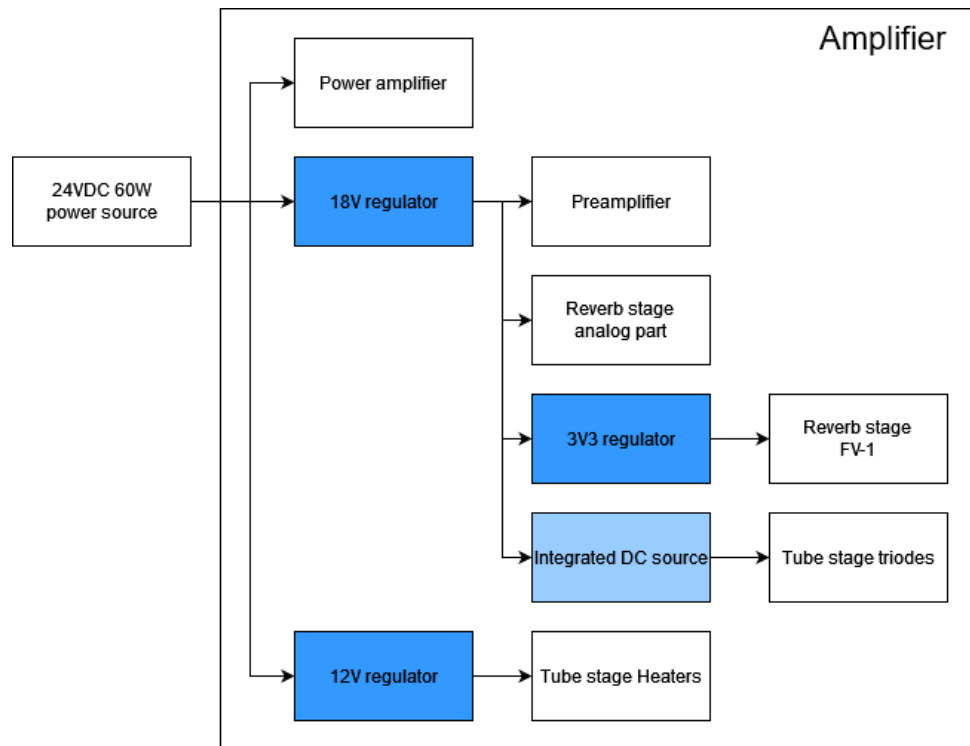 Amplifier
Power amplifier
24VDC 60W
power source
18V regulator
Preamplifier
Reverb stage
analog part
3V3 regulator
Reverb stage
FV-1
Integrated DC source
Tube stage triodes
12V regulator
Tube stage Heaters